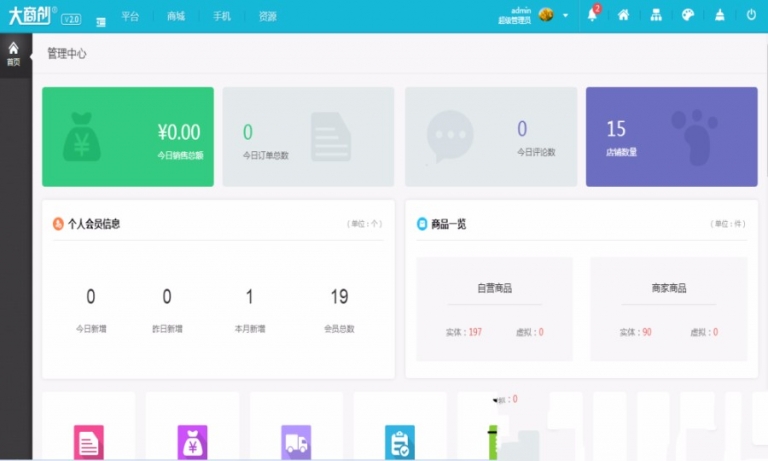 大商创® V2.0 平台 商城 手机 资源 admin 2
超级管理员
首页
管理中心
¥0.00
今日销售总额
0
今日订单总数
0
今日评论数
15
店铺数量
个人会员信息 （单位：个）
0 0 1 19
今日新增 昨日新增 本月新增 会员总数
商品一览 （单位：件）
自营商品 商家商品
实体：197 虚拟：0 实体：90 虚拟：0
：0